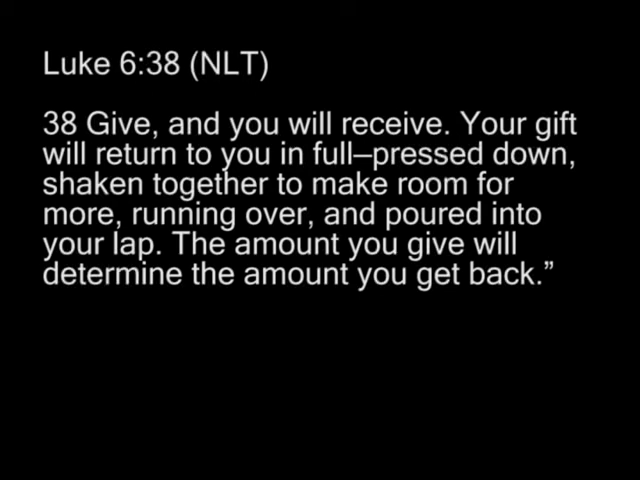 Luke 6:38 (NLT)
38 Give, and you will receive. Your gift
will return to you in full–pressed down,
shaken together to make room for
more, running over, and poured into
your lap. The amount you give will
determine the amount you get back.”